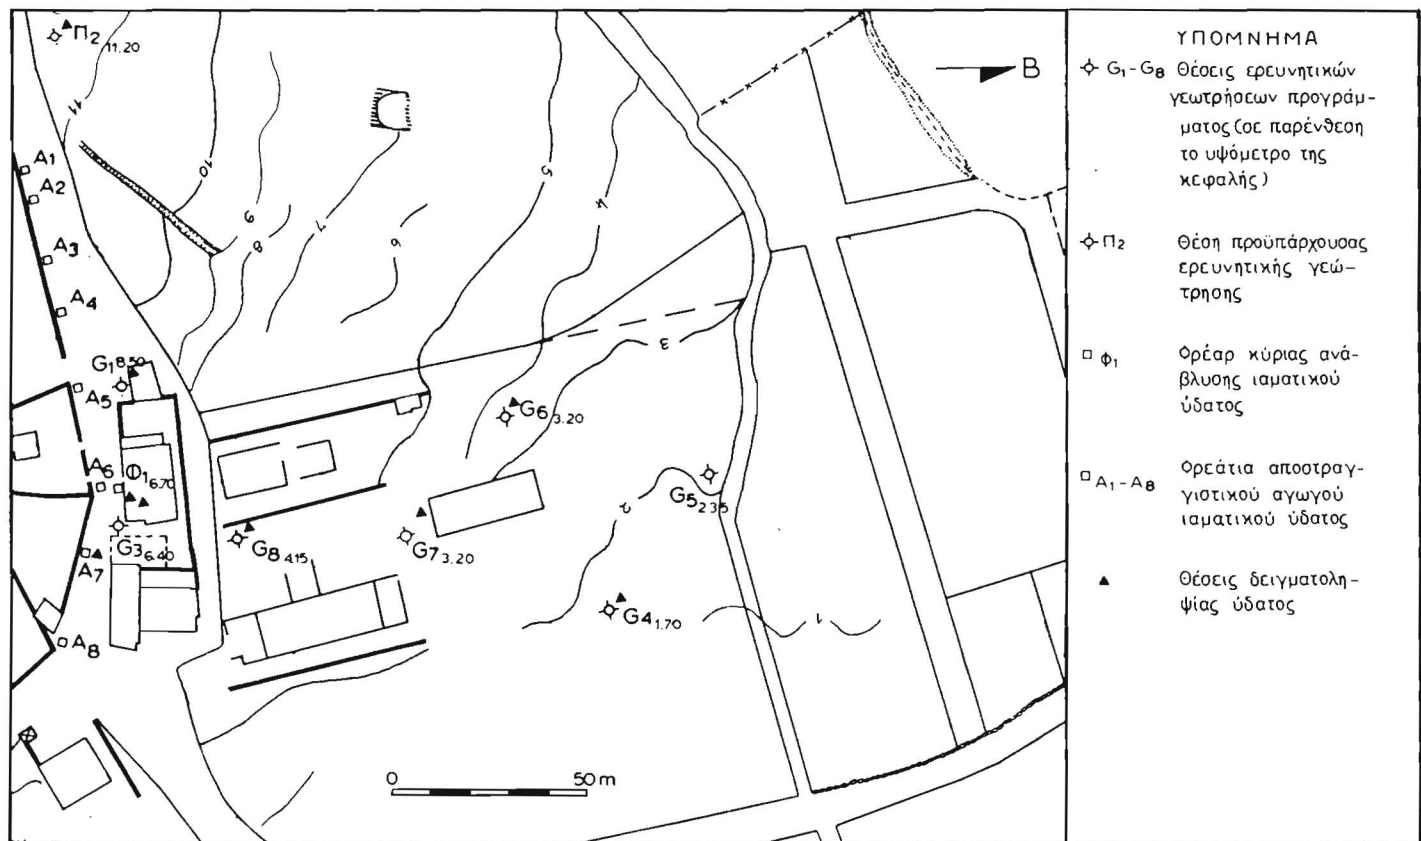 Π2 11.20
11
10
9
8
7
6
5
4
3
2
1
B
A1
A2
A3
A4
G1 8.50
A5
A6
Φ1 6.70
G3 6.40
A7
A8
G8 4.15
G7 3.20
G6 3.20
G5 2.35
G4 1.70
0 50m
ΥΠΟΜΝΗΜΑ
G1-G8 Θέσεις ερευνητικών
γεωτρήσεων προγράμ-
ματος (σε παρένθεση
το υψόμετρο της
κεφαλής)
Π2 Θέση προϋπάρχουσας
ερευνητικής γεώ-
τρησης
Φ1 Φρέαρ κύριας ανά-
βλυσης ιαματικού
ύδατος
A1-A8 Φρεάτια αποστραγ-
γιστικού αγωγού
ιαματικού ύδατος
Θέσεις δειγματολη-
ψίας ύδατος